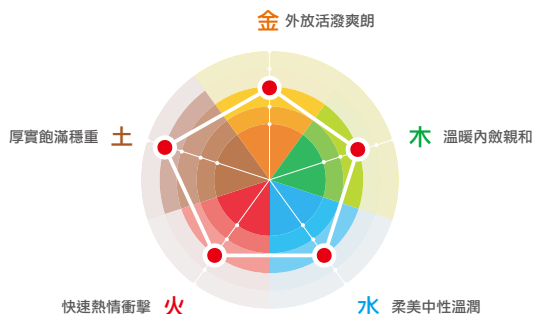 金 外放活潑爽朗
厚實飽滿穩重 土
木 溫暖內斂親和
快速熱情衝擊 火
水 柔美中性溫潤